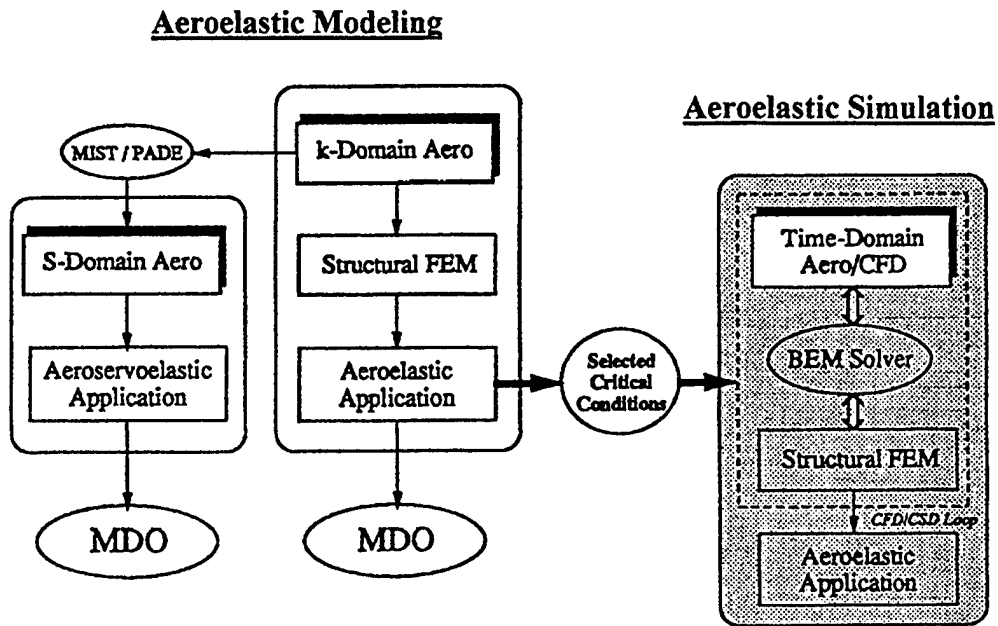 Aeroelastic Modeling
MIST / PADE
S-Domain Aero
Aeroservoelastic
Application
MDO
k-Domain Aero
Structural FEM
Aeroelastic
Application
MDO
Selected
Critical
Conditions
Aeroelastic Simulation
Time-Domain
Aero/CFD
BEM Solver
Structural FEM
CFD/CSD Loop
Aeroelastic
Application